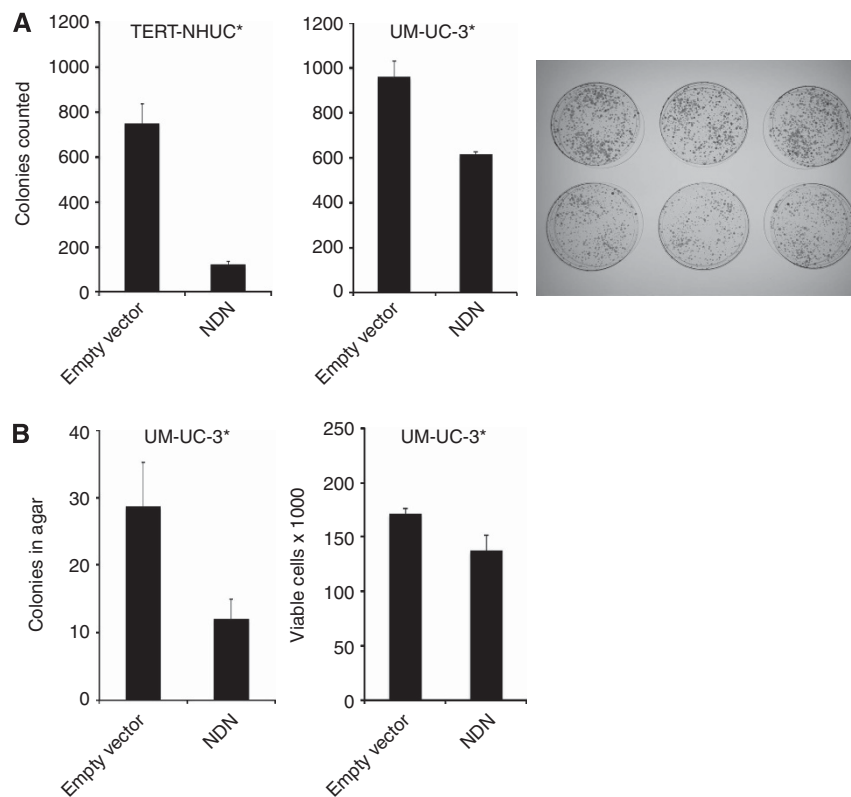 A
TERT-NHUC*
Colonies counted
1200
1000
800
600
400
200
0
Empty vector
NDN
UM-UC-3*
1200
1000
800
600
400
200
0
Empty vector
NDN
B
UM-UC-3*
Colonies in agar
40
30
20
10
0
Empty vector
NDN
UM-UC-3*
Viable cells x 1000
250
200
150
100
50
0
Empty vector
NDN